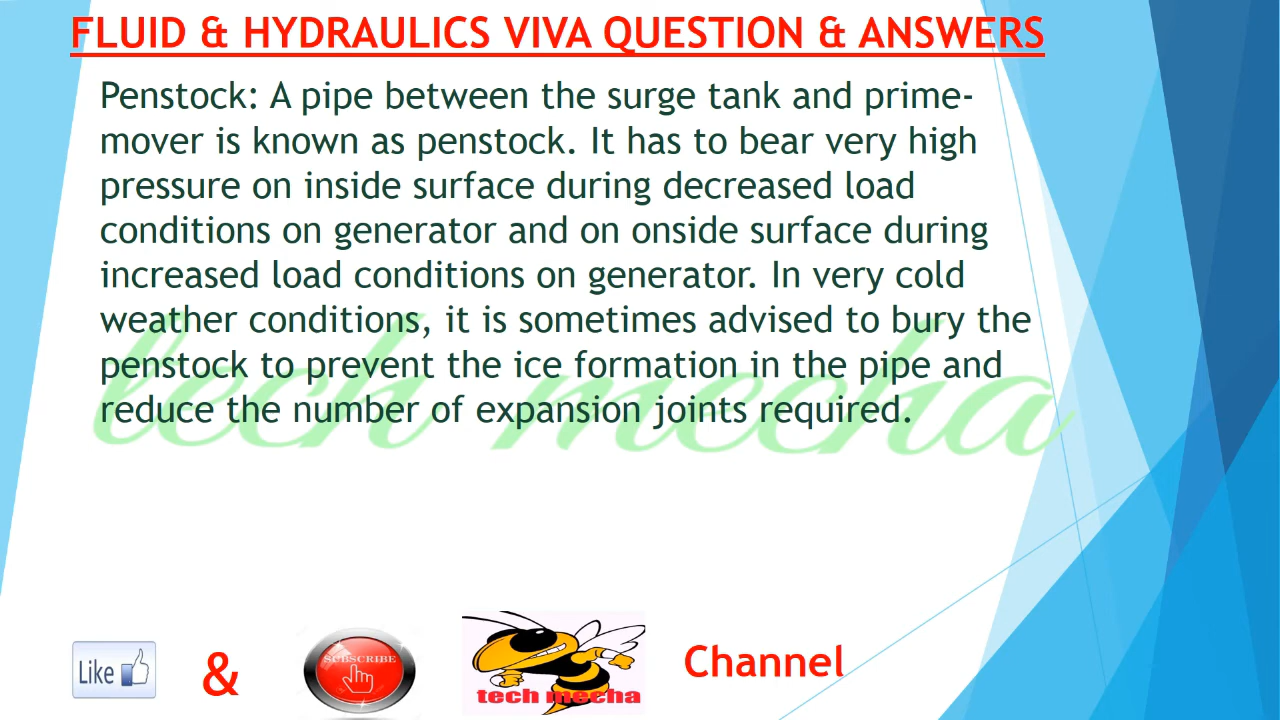 FLUID & HYDRAULICS VIVA QUESTION & ANSWERS
Penstock: A pipe between the surge tank and prime-
mover is known as penstock. It has to bear very high
pressure on inside surface during decreased load
conditions on generator and on onside surface during
increased load conditions on generator. In very cold
weather conditions, it is sometimes advised to bury the
penstock to prevent the ice formation in the pipe and
reduce the number of expansion joints required.
tech mecha
Like
&
SUBSCRIBE
tech mecha
Channel